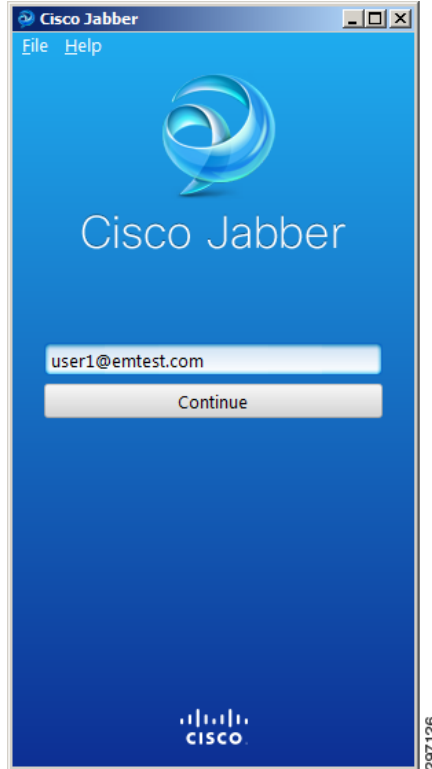 Cisco Jabber
File Help
Cisco Jabber
user1@emtest.com
Continue
CISCO
297126